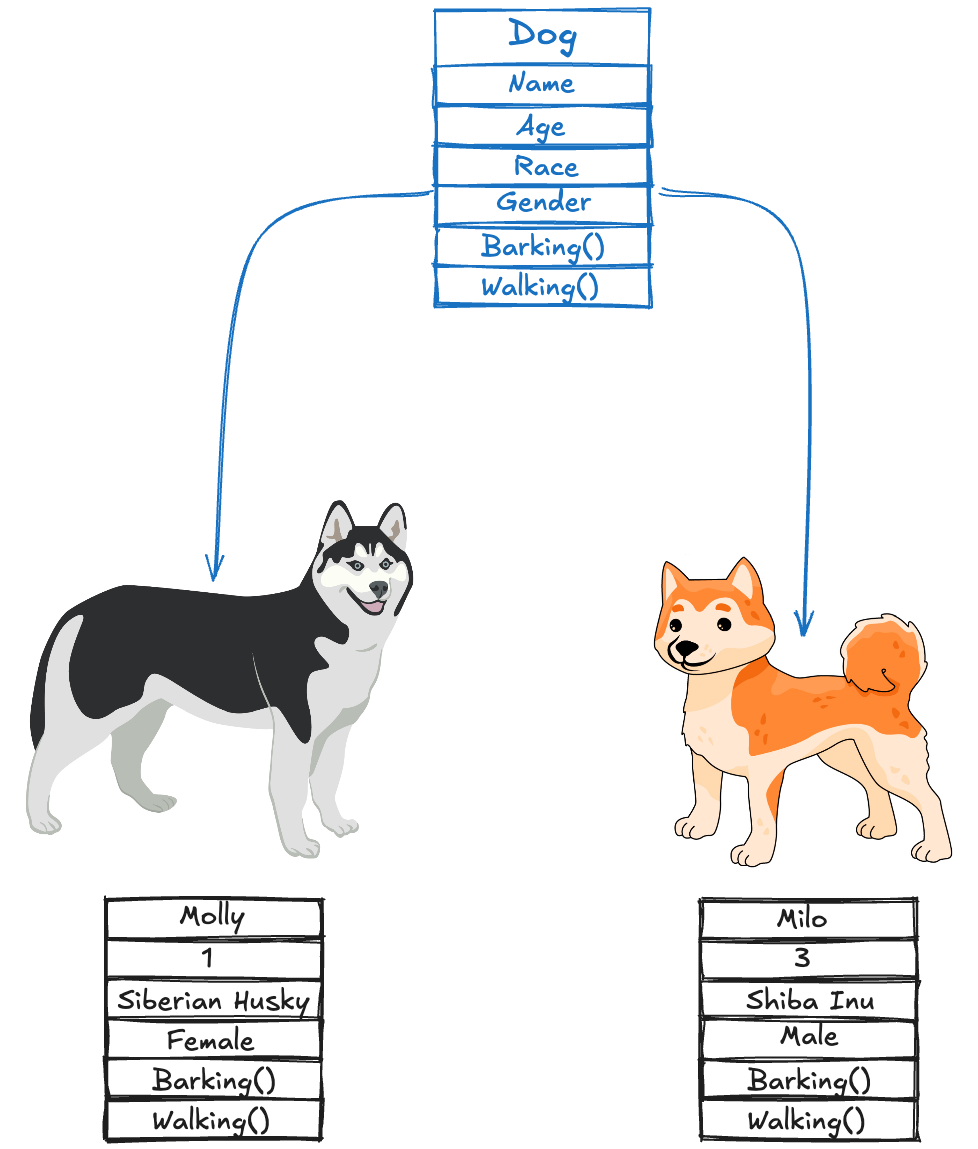 Dog
Name
Age
Race
Gender
Barking()
Walking()
Molly
1
Siberian Husky
Female
Barking()
Walking()
Milo
3
Shiba Inu
Male
Barking()
Walking()